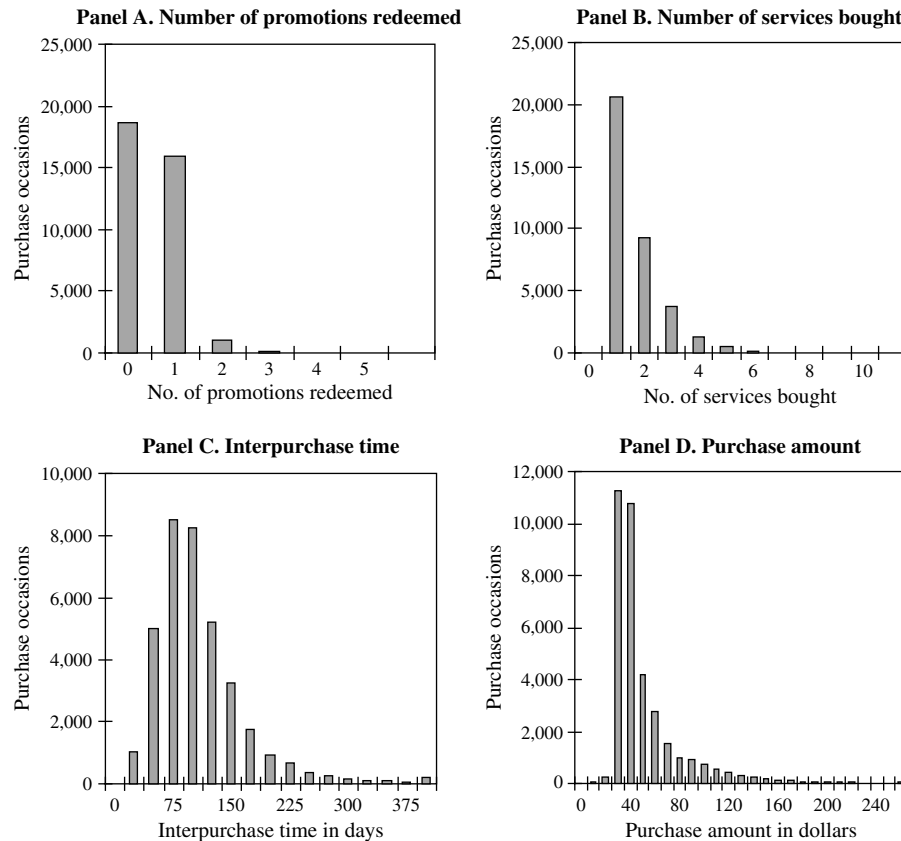 Panel A. Number of promotions redeemed
25,000
20,000
15,000
10,000
5,000
0
Purchase occasions
0 1 2 3 4 5
No. of promotions redeemed
Panel B. Number of services bought
25,000
20,000
15,000
10,000
5,000
0
Purchase occasions
0 2 4 6 8 10
No. of services bought
Panel C. Interpurchase time
10,000
8,000
6,000
4,000
2,000
0
Purchase occasions
0 75 150 225 300 375
Interpurchase time in days
Panel D. Purchase amount
12,000
10,000
8,000
6,000
4,000
2,000
0
Purchase occasions
0 40 80 120 160 200 240
Purchase amount in dollars